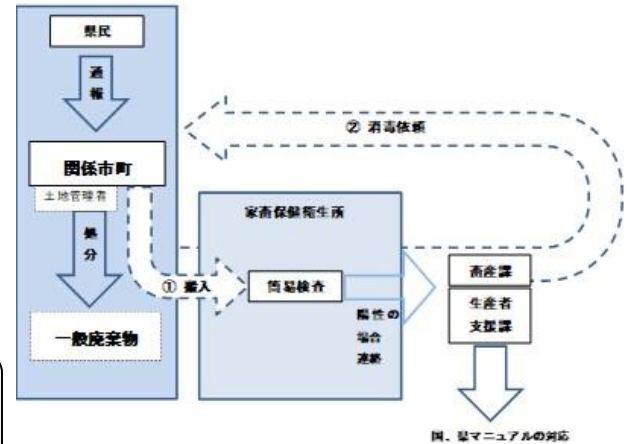 県民
通
報
② 消毒依頼
関係市町
土地管理者
家畜保健衛生所
処
分
① 搬入
簡易検査
畜産課
陽性の
場合
連絡
生産者
支援課
一般廃棄物
国、県マニュアルの対応